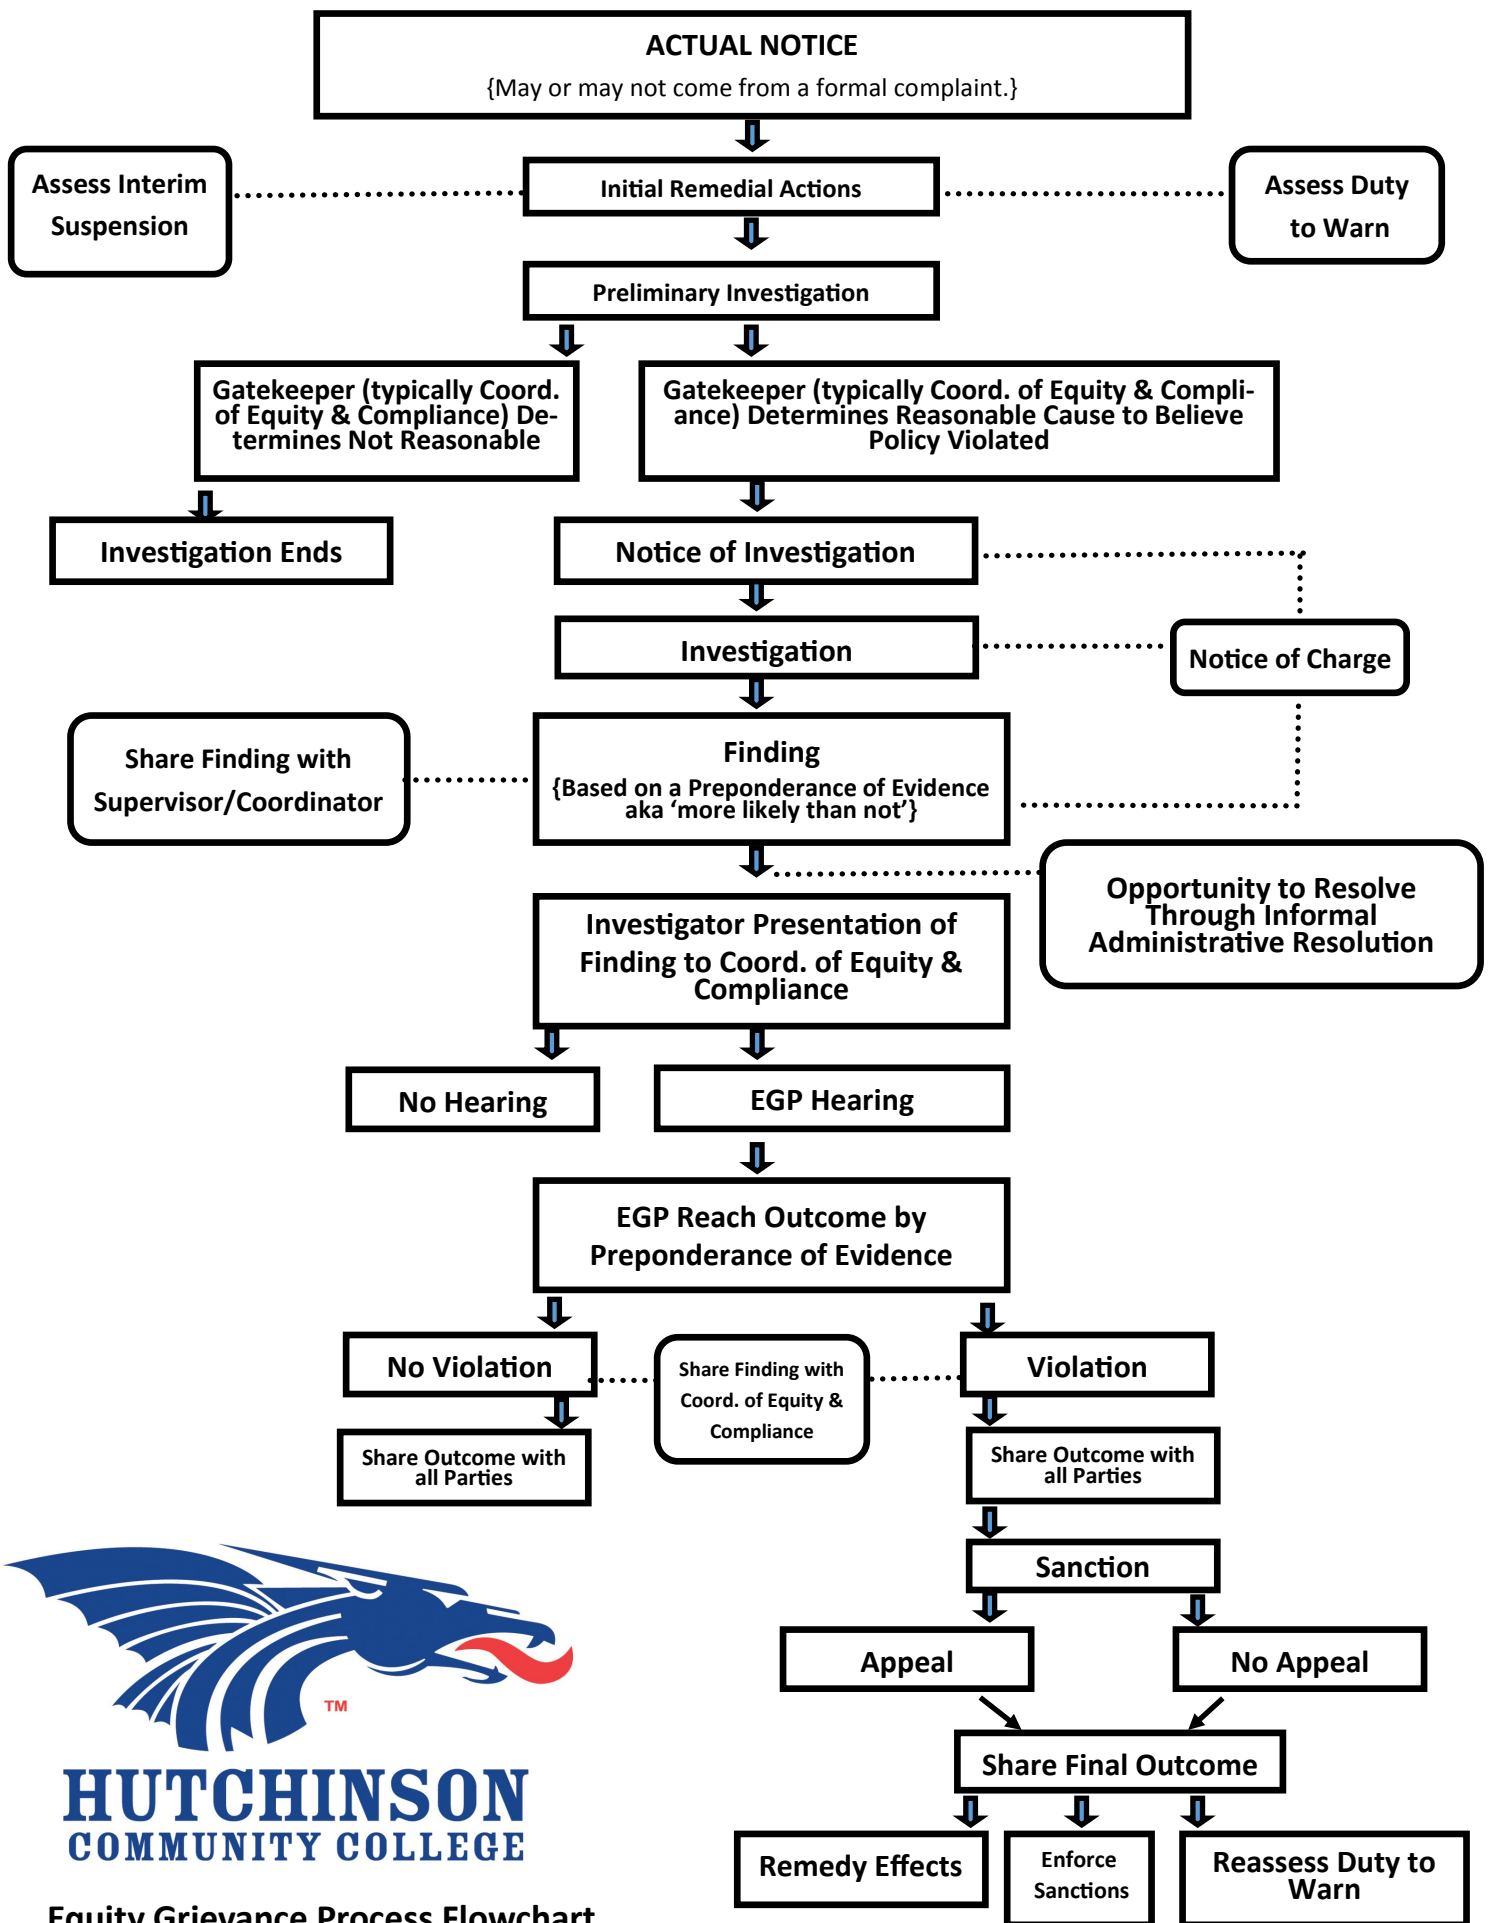 ACTUAL NOTICE
{May or may not come from a formal complaint.}
Assess Interim
Suspension
Initial Remedial Actions
Assess Duty
to Warn
Preliminary Investigation
Gatekeeper (typically Coord.
of Equity & Compliance) De-
termines Not Reasonable
Gatekeeper (typically Coord. of Equity & Compli-
ance) Determines Reasonable Cause to Believe
Policy Violated
Investigation Ends
Notice of Investigation
Investigation
Notice of Charge
Share Finding with
Supervisor/Coordinator
Finding
{Based on a Preponderance of Evidence
aka ‘more likely than not’}
Opportunity to Resolve
Through Informal
Administrative Resolution
Investigator Presentation of
Finding to Coord. of Equity &
Compliance
No Hearing
EGP Hearing
EGP Reach Outcome by
Preponderance of Evidence
No Violation
Share Finding with
Coord. of Equity &
Compliance
Violation
Share Outcome with
all Parties
Share Outcome with
all Parties
Sanction
Appeal
No Appeal
Share Final Outcome
Remedy Effects
Enforce
Sanctions
Reassess Duty to
Warn
TM
HUTCHINSON
COMMUNITY COLLEGE
Equity Grievance Process Flowchart